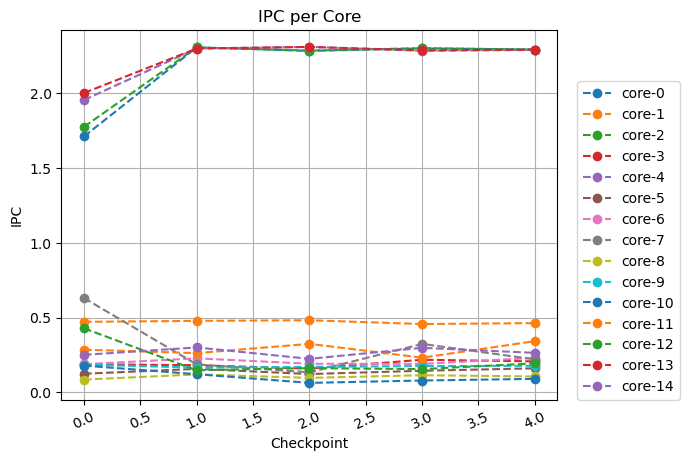 IPC per Core
IPC
2.0
1.5
1.0
0.5
0.0
0.0
0.5
1.0
1.5
2.0
2.5
3.0
3.5
4.0
Checkpoint
core-0
core-1
core-2
core-3
core-4
core-5
core-6
core-7
core-8
core-9
core-10
core-11
core-12
core-13
core-14